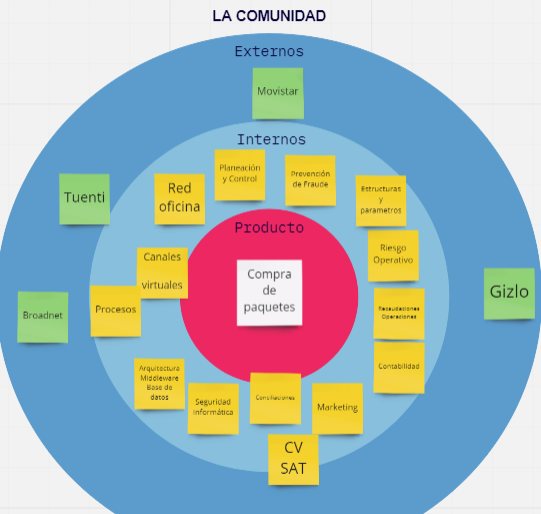 LA COMUNIDAD
Externos
Movistar
Internos
Planeación
y Control
Prevención
de Fraude
Red
oficina
Estructuras
y
parametros
Tuenti
Producto
Canales
virtuales
Riesgo
Operativo
Compra
de
paquetes
Gizlo
Broadnet
Procesos
Recaudaciones
Operaciones
Contabilidad
Arquitectura
Middleware
Base de
datos
Seguridad
informática
Conciliaciones
Marketing
CV
SAT